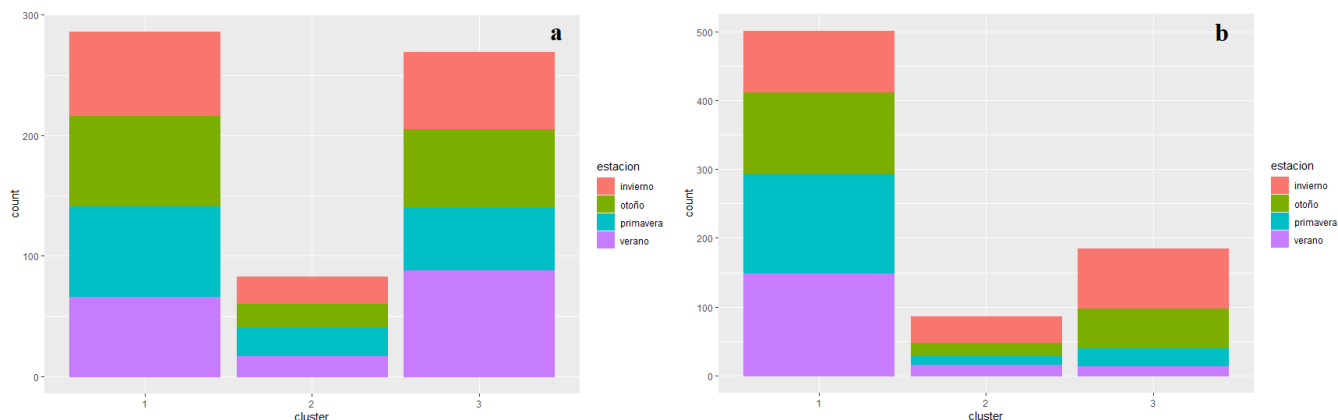 a
300
200
100
0
count
1 2 3
cluster
estacion
invierno
otoño
primavera
verano
b
500
400
300
200
100
0
count
1 2 3
cluster
estacion
invierno
otoño
primavera
verano